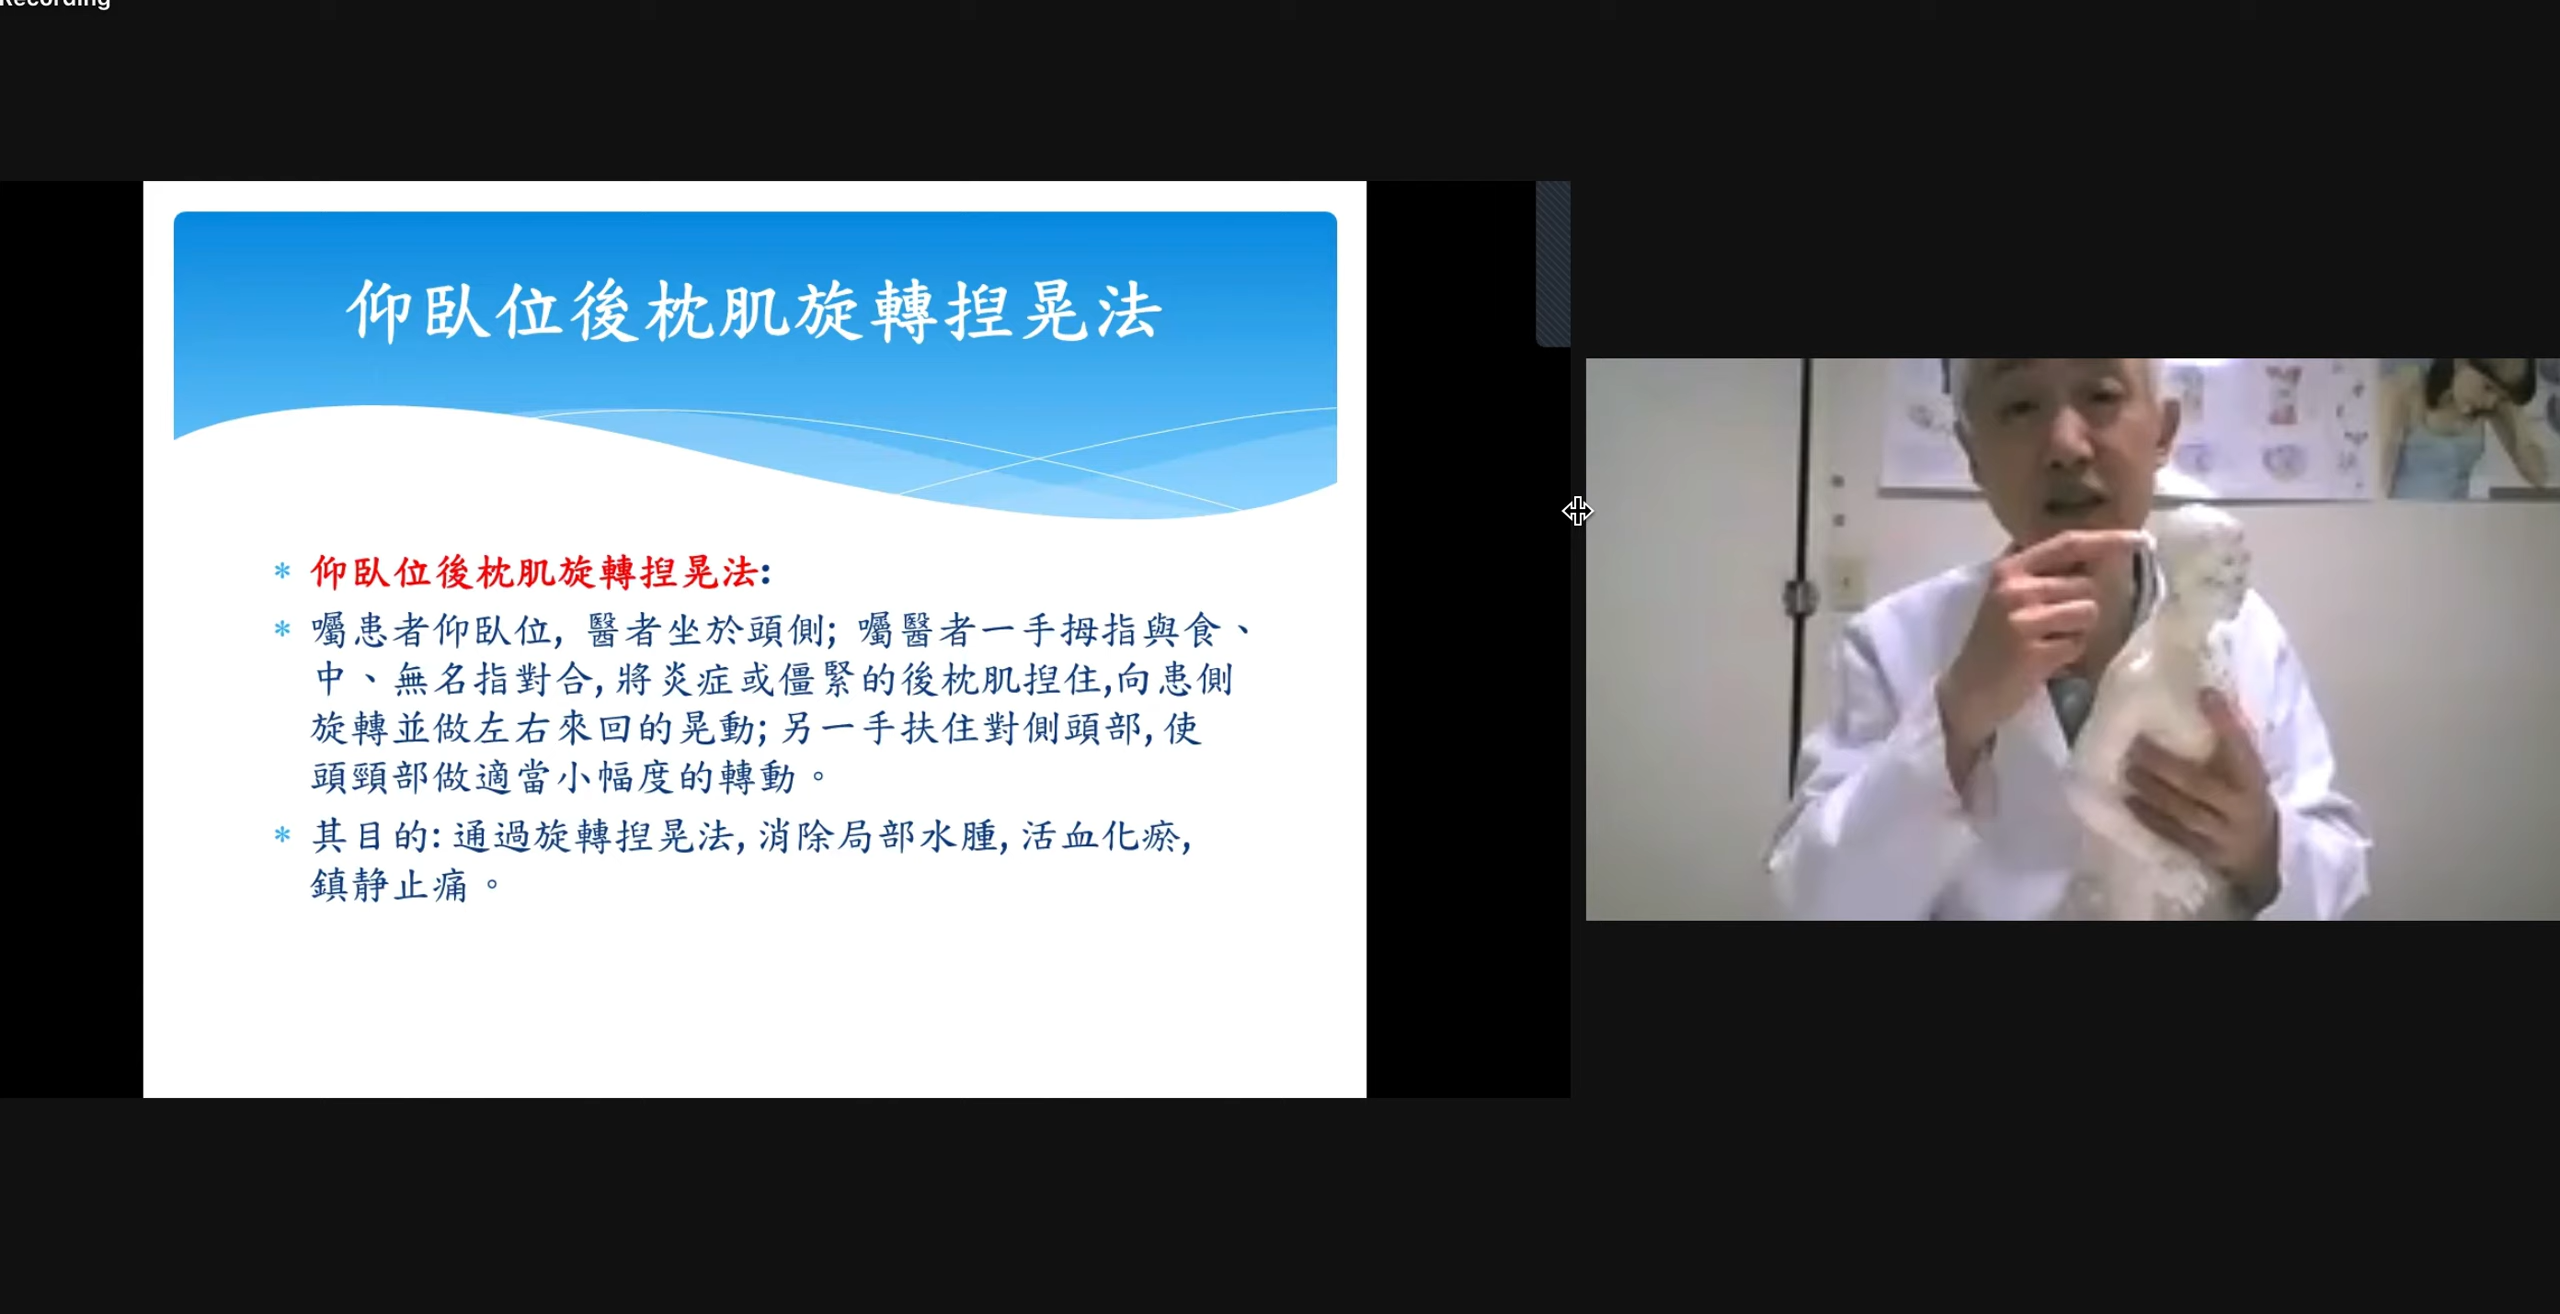 Recording
仰臥位後枕肌旋轉捏晃法
* 仰臥位後枕肌旋轉捏晃法:
* 囑患者仰臥位, 醫者坐於頭側; 囑醫者一手拇指與食、
中、無名指對合, 將炎症或僵緊的後枕肌捏住,向患側
旋轉並做左右來回的晃動; 另一手扶住對側頭部, 使
頭頸部做適當小幅度的轉動。
* 其目的: 通過旋轉捏晃法, 消除局部水腫, 活血化瘀,
鎮静止痛。